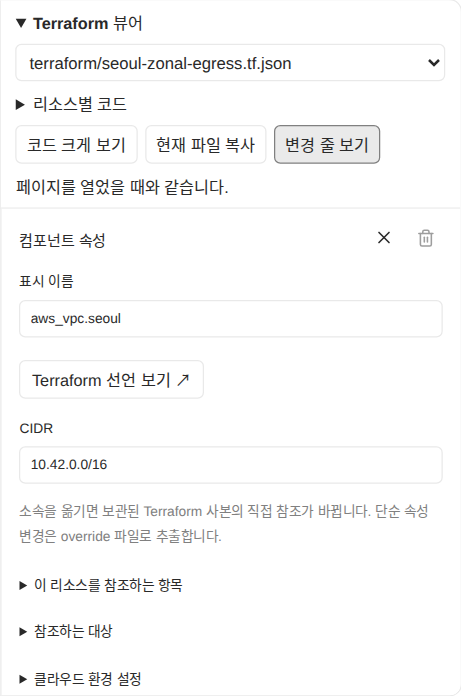 ▼ Terraform 뷰어
terraform/seoul-zonal-egress.tf.json
▶ 리소스별 코드
코드 크게 보기
현재 파일 복사
변경 줄 보기
페이지를 열었을 때와 같습니다.
컴포넌트 속성
표시 이름
aws_vpc.seoul
Terraform 선언 보기 ↗
CIDR
10.42.0.0/16
소속을 옮기면 보관된 Terraform 사본의 직접 참조가 바뀝니다. 단순 속성
변경은 override 파일로 추출합니다.
▶ 이 리소스를 참조하는 항목
▶ 참조하는 대상
▶ 클라우드 환경 설정